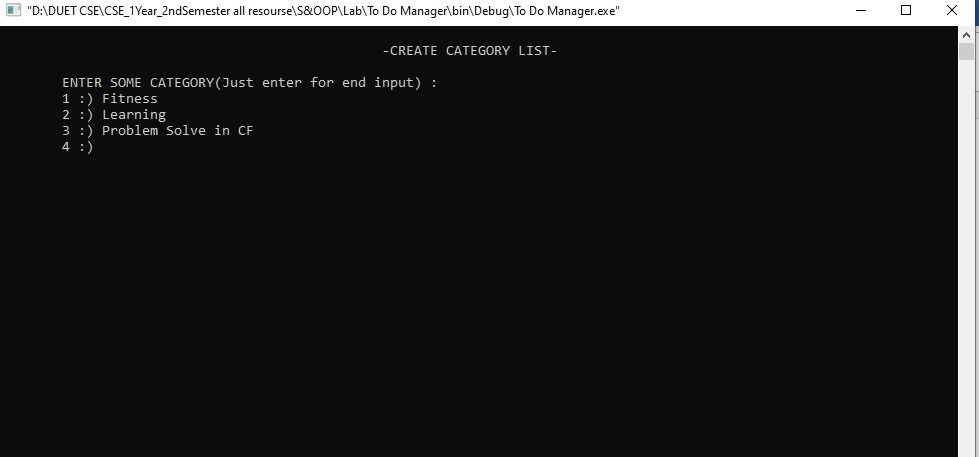 "D:\DUET CSE\CSE_1Year_2ndSemester all resourse\S&OOP\Lab\To Do Manager\bin\Debug\To Do Manager.exe"
-CREATE CATEGORY LIST-
ENTER SOME CATEGORY(Just enter for end input) :
1 :) Fitness
2 :) Learning
3 :) Problem Solve in CF
4 :)